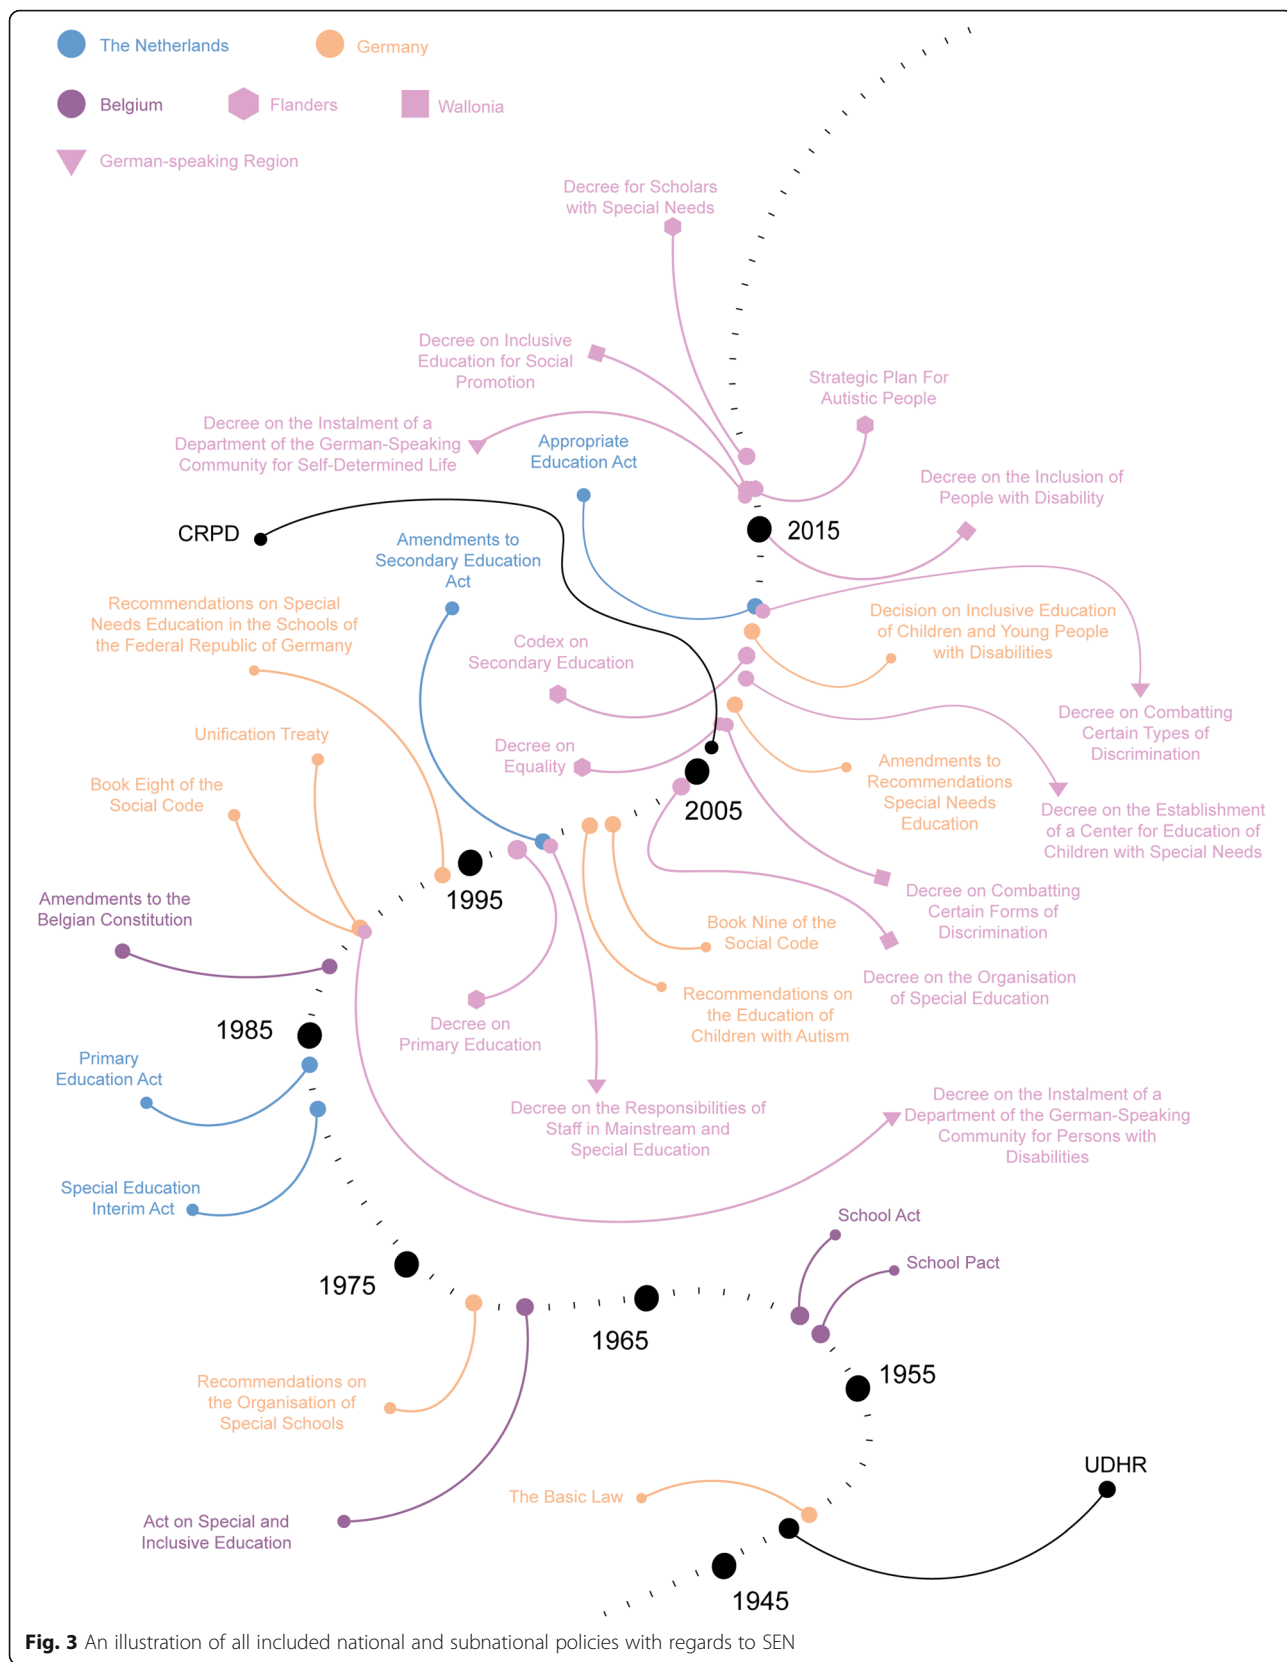 The Netherlands
Germany
Belgium
Flanders
Wallonia
German-speaking Region
Decree for Scholars
with Special Needs
Decree on Inclusive
Education for Social
Promotion
Strategic Plan For
Autistic People
Decree on the Instalment of a
Department of the German-Speaking
Community for Self-Determined Life
Appropriate
Education Act
Decree on the Inclusion of
People with Disability
CRPD
2015
Amendments to
Secondary Education
Act
Recommendations on Special
Needs Education in the Schools of
the Federal Republic of Germany
Decision on Inclusive Education
of Children and Young People
with Disabilities
Codex on
Secondary Education
Decree on Combatting
Certain Types of
Discrimination
Unification Treaty
Decree on
Equality
Amendments to
Recommendations
Special Needs
Education
Book Eight of the
Social Code
2005
Decree on the Establishment
of a Center for Education of
Children with Special Needs
1995
Amendments to the
Belgian Constitution
Decree on Combatting
Certain Forms of
Discrimination
Book Nine of the
Social Code
Decree on the Organisation
of Special Education
Recommendations on
the Education of
Children with Autism
1985
Decree on
Primary Education
Primary
Education Act
Decree on the Responsibilities of
Staff in Mainstream and
Special Education
Decree on the Instalment of a
Department of the German-Speaking
Community for Persons with
Disabilities
Special Education
Interim Act
School Act
School Pact
1975
1965
1955
Recommendations on
the Organisation of
Special Schools
UDHR
The Basic Law
Act on Special and
Inclusive Education
1945
Fig. 3 An illustration of all included national and subnational policies with regards to SEN